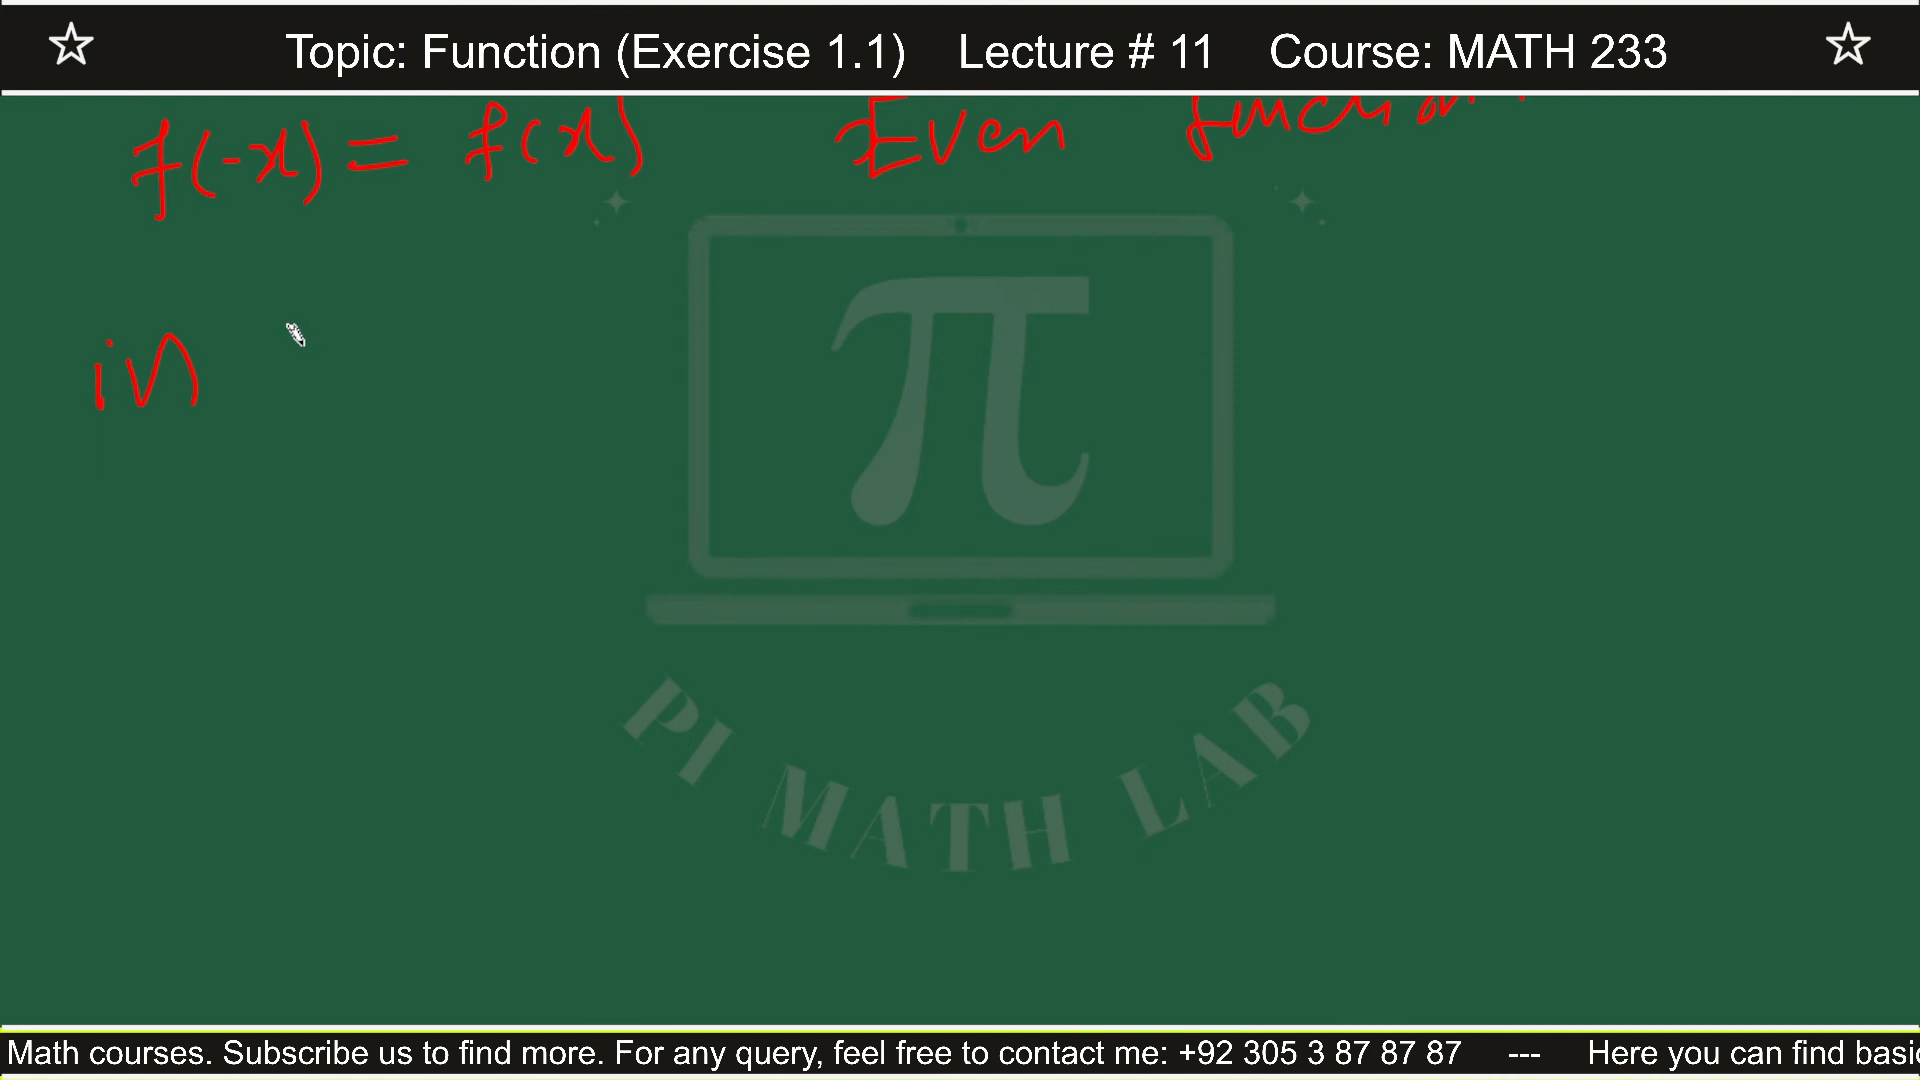 ☆ Topic: Function (Exercise 1.1) Lecture # 11 Course: MATH 233 ☆
f(-x) = f(x) Even function
π
PI MATH LAB
Math courses. Subscribe us to find more. For any query, feel free to contact me: +92 305 3 87 87 87 --- Here you can find basic